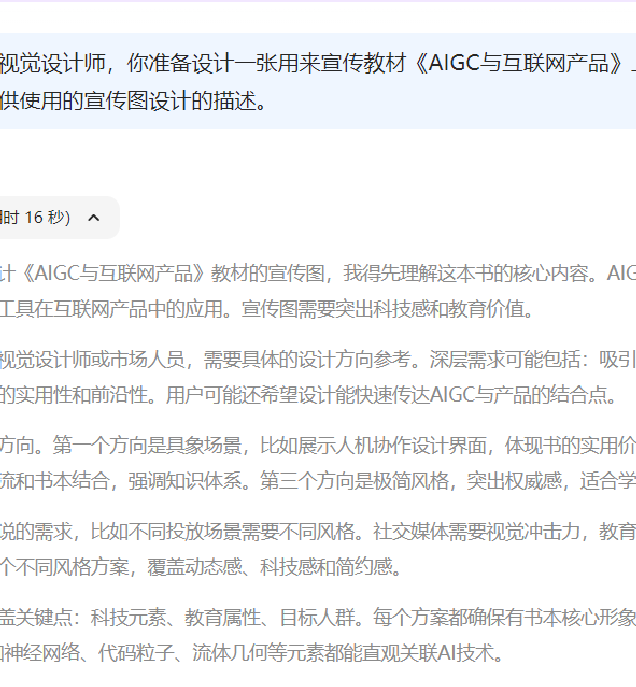 视觉设计师，你准备设计一张用来宣传教材《AIGC与互联网产品》
供使用的宣传图设计的描述。
时 16 秒）
计《AIGC与互联网产品》教材的宣传图，我得先理解这本书的核心内容。AIG
工具在互联网产品中的应用。宣传图需要突出科技感和教育价值。
视觉设计师或市场人员，需要具体的设计方向参考。深层需求可能包括：吸引
的实用性和前沿性。用户可能还希望设计能快速传达AIGC与产品的结合点。
方向。第一个方向是具象场景，比如展示人机协作设计界面，体现书的实用价
流和书本结合，强调知识体系。第三个方向是极简风格，突出权威感，适合学
说的需求，比如不同投放场景需要不同风格。社交媒体需要视觉冲击力，教育
个不同风格方案，覆盖动态感、科技感和简约感。
盖关键点：科技元素、教育属性、目标人群。每个方案都确保有书本核心形象
神经网络、代码粒子、流体几何等元素都能直观关联AI技术。